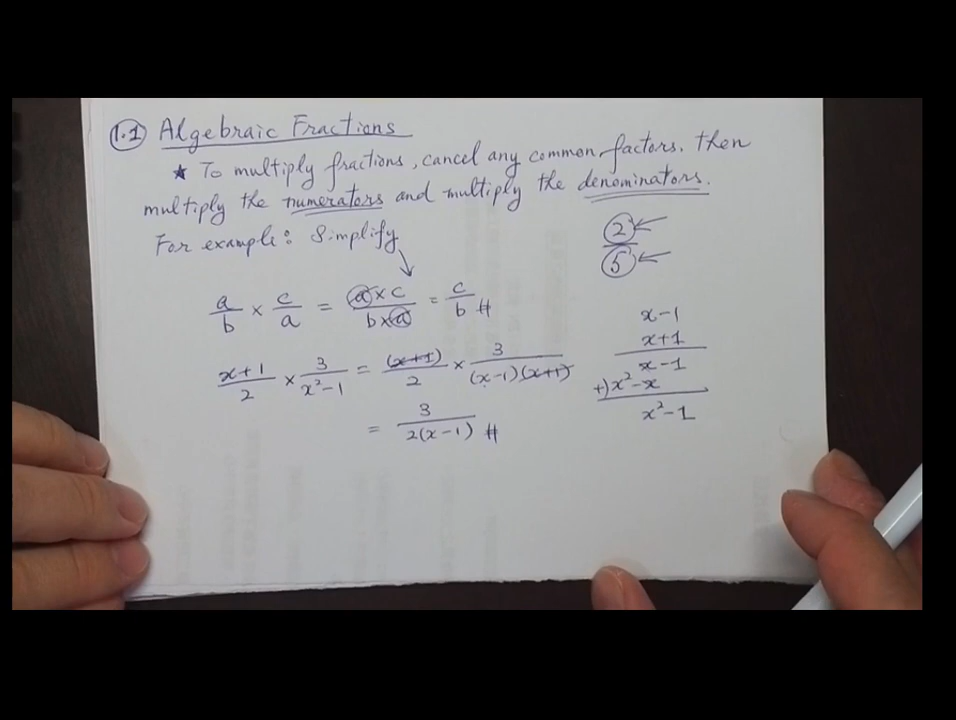 1.1 Algebraic Fractions
★ To multiply fractions, cancel any common factors. Then
multiply the numerators and multiply the denominators.
For example: Simplify
2
5
a/b × c/a = a×c/b×a = c/b #
(x+1)/2 × 3/(x²-1) = (x+1)/2 × 3/(x-1)(x+1)
= 3/2(x-1) #
x-1
x+1
x-1
+) x²-x
x²-1